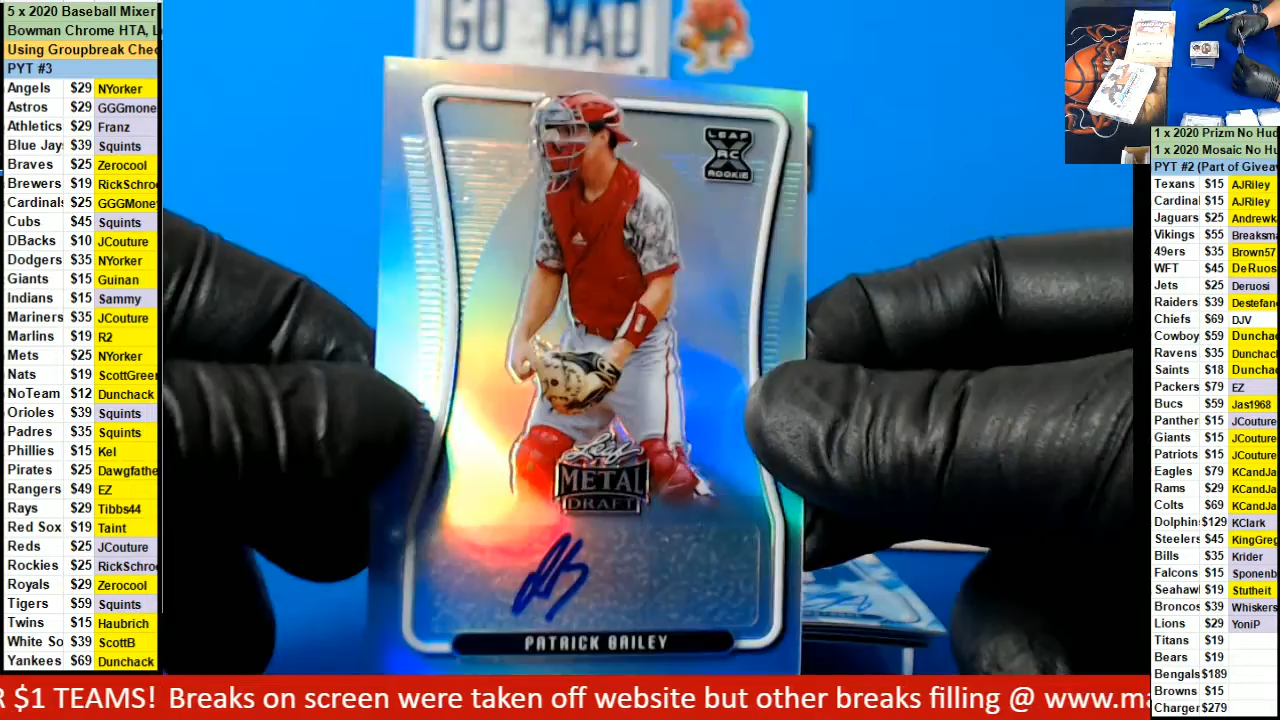 5 x 2020 Baseball Mixer
Bowman Chrome HTA, L
Using Groupbreak Chec
PYT #3
Angels $29 NYorker
Astros $29 GGGmone
Athletics $29 Franz
Blue Jay $39 Squints
Braves $25 Zerocool
Brewers $19 RickSchro
Cardinals $25 GGGMone
Cubs $45 Squints
DBacks $10 JCouture
Dodgers $35 NYorker
Giants $15 Guinan
Indians $15 Sammy
Mariners $35 JCouture
Marlins $19 R2
Mets $25 NYorker
Nats $19 ScottGree
NoTeam $12 Dunchack
Orioles $39 Squints
Padres $35 Squints
Phillies $15 Kel
Pirates $25 Dawgfathe
Rangers $49 EZ
Rays $29 Tibbs44
Red Sox $19 Taint
Reds $25 JCouture
Rockies $25 RickSchro
Royals $29 Zerocool
Tigers $59 Squints
Twins $15 Haubrich
White So $39 ScottB
Yankees $69 Dunchack
GO MAD
LEAF
X
RC
ROOKIE
Leaf
METAL
DRAFT
PATRICK BAILEY
1 x 2020 Prizm No Hud
1 x 2020 Mosaic No Hu
PYT #2 (Part of Givea
Texans $15 AJRiley
Cardina $15 AJRiley
Jaguars $25 Andrewk
Vikings $55 Breaksma
49ers $35 Brown57
WFT $45 DeRuos
Jets $25 Deruosi
Raiders $39 Destefan
Chiefs $69 DJV
Cowboy $59 Duncha
Ravens $35 Dunchac
Saints $18 Duncha
Packers $79 EZ
Bucs $59 Jas1968
Panther $15 JCouture
Giants $15 JCouture
Patriots $15 JCouture
Eagles $79 KCandJa
Rams $29 KCandJa
Colts $69 KCandJa
Dolphin $129 KClark
Steelers $45 KingGreg
Bills $35 Krider
Falcons $15 Sponenb
Seahaw $19 Stutheit
Broncos $39 Whiskers
Lions $29 YoniP
Titans $19
Bears $19
Bengals $189
Browns $15
Charger $279
R $1 TEAMS! Breaks on screen were taken off website but other breaks filling @ www.ma